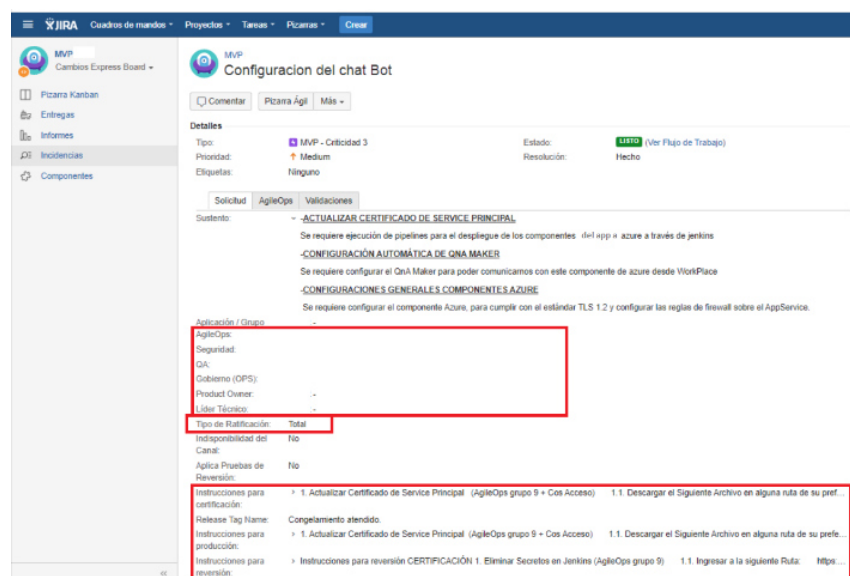 JIRA Cuadros de mandos Proyectos Tareas Pizarras Crear
MVP
Cambios Express Board
Pizarra Kanban
Entregas
Informes
Incidencias
Componentes
MVP
Configuracion del chat Bot
Comentar Pizarra Ágil Más
Detalles
Tipo: MVP - Criticidad 3 Estado: LISTO (Ver Flujo de Trabajo)
Prioridad: Medium Resolución: Hecho
Etiquetas: Ninguno
Solicitud AgileOps Validaciones
Sustento: -ACTUALIZAR CERTIFICADO DE SERVICE PRINCIPAL
Se requiere ejecución de pipelines para el despliegue de los componentes del app a azure a través de jenkins
-CONFIGURACIÓN AUTOMÁTICA DE QNA MAKER
Se requiere configurar el QnA Maker para poder comunicarnos con este componente de azure desde WorkPlace
-CONFIGURACIONES GENERALES COMPONENTES AZURE
Se requiere configurar el componente Azure, para cumplir con el estándar TLS 1.2 y configurar las reglas de firewall sobre el AppService.
Aplicación / Grupo -
AgileOps:
Seguridad:
QA:
Gobierno (OPS):
Product Owner: -
Líder Técnico: -
Tipo de Ratificación: Total
Indisponibilidad del No
Canal:
Aplica Pruebas de No
Reversión:
Instrucciones para > 1. Actualizar Certificado de Service Principal (AgileOps grupo 9 + Cos Acceso) 1.1. Descargar el Siguiente Archivo en alguna ruta de su pref...
certificación:
Release Tag Name: Congelamiento atendido.
Instrucciones para > 1. Actualizar Certificado de Service Principal (AgileOps grupo 9 + Cos Acceso) 1.1. Descargar el Siguiente Archivo en alguna ruta de su prefe...
producción:
Instrucciones para > Instrucciones para reversión CERTIFICACIÓN 1. Eliminar Secretos en Jenkins (AgileOps grupo 9) 1.1. Ingresar a la siguiente Ruta: https:...
reversión: